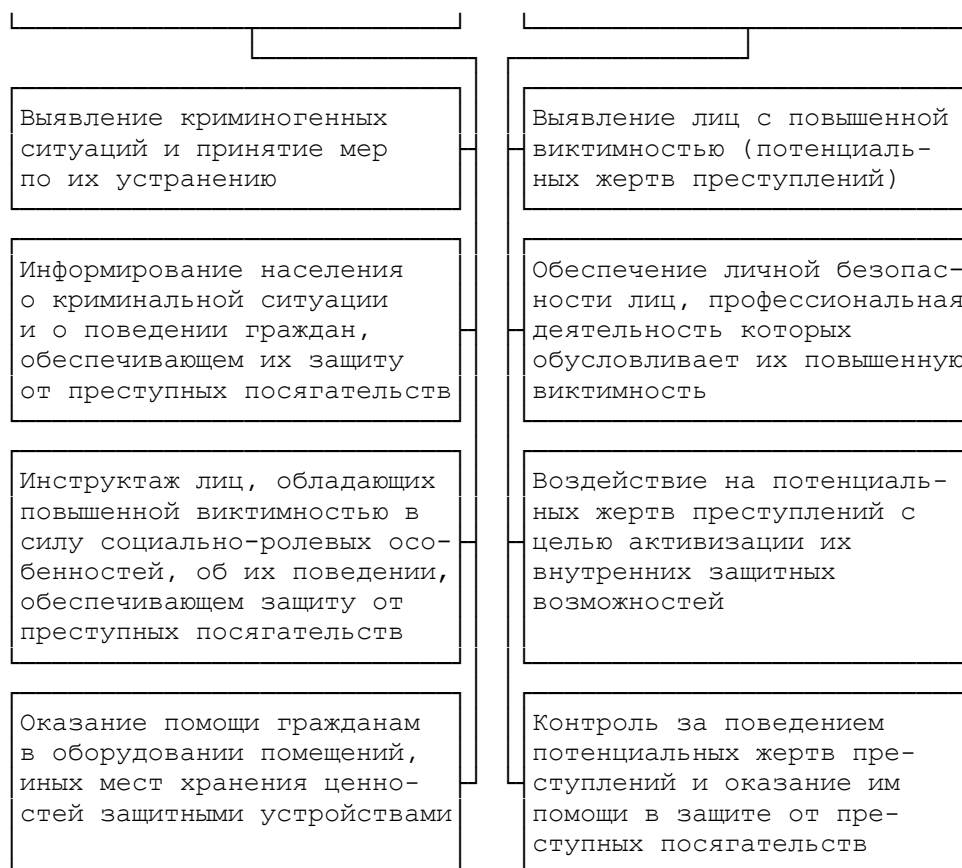 Выявление криминогенных
ситуаций и принятие мер
по их устранению
Информирование населения
о криминальной ситуации
и о поведении граждан,
обеспечивающем их защиту
от преступных посягательств
Инструктаж лиц, обладающих
повышенной виктимностью в
силу социально-ролевых осо-
бенностей, об их поведении,
обеспечивающем защиту от
преступных посягательств
Оказание помощи гражданам
в оборудовании помещений,
иных мест хранения ценно-
стей защитными устройствами
Выявление лиц с повышенной
виктимностью (потенциаль-
ных жертв преступлений)
Обеспечение личной безопас-
ности лиц, профессиональная
деятельность которых
обусловливает их повышенную
виктимность
Воздействие на потенциаль-
ных жертв преступлений с
целью активизации их
внутренних защитных
возможностей
Контроль за поведением
потенциальных жертв пре-
ступлений и оказание им
помощи в защите от пре-
ступных посягательств